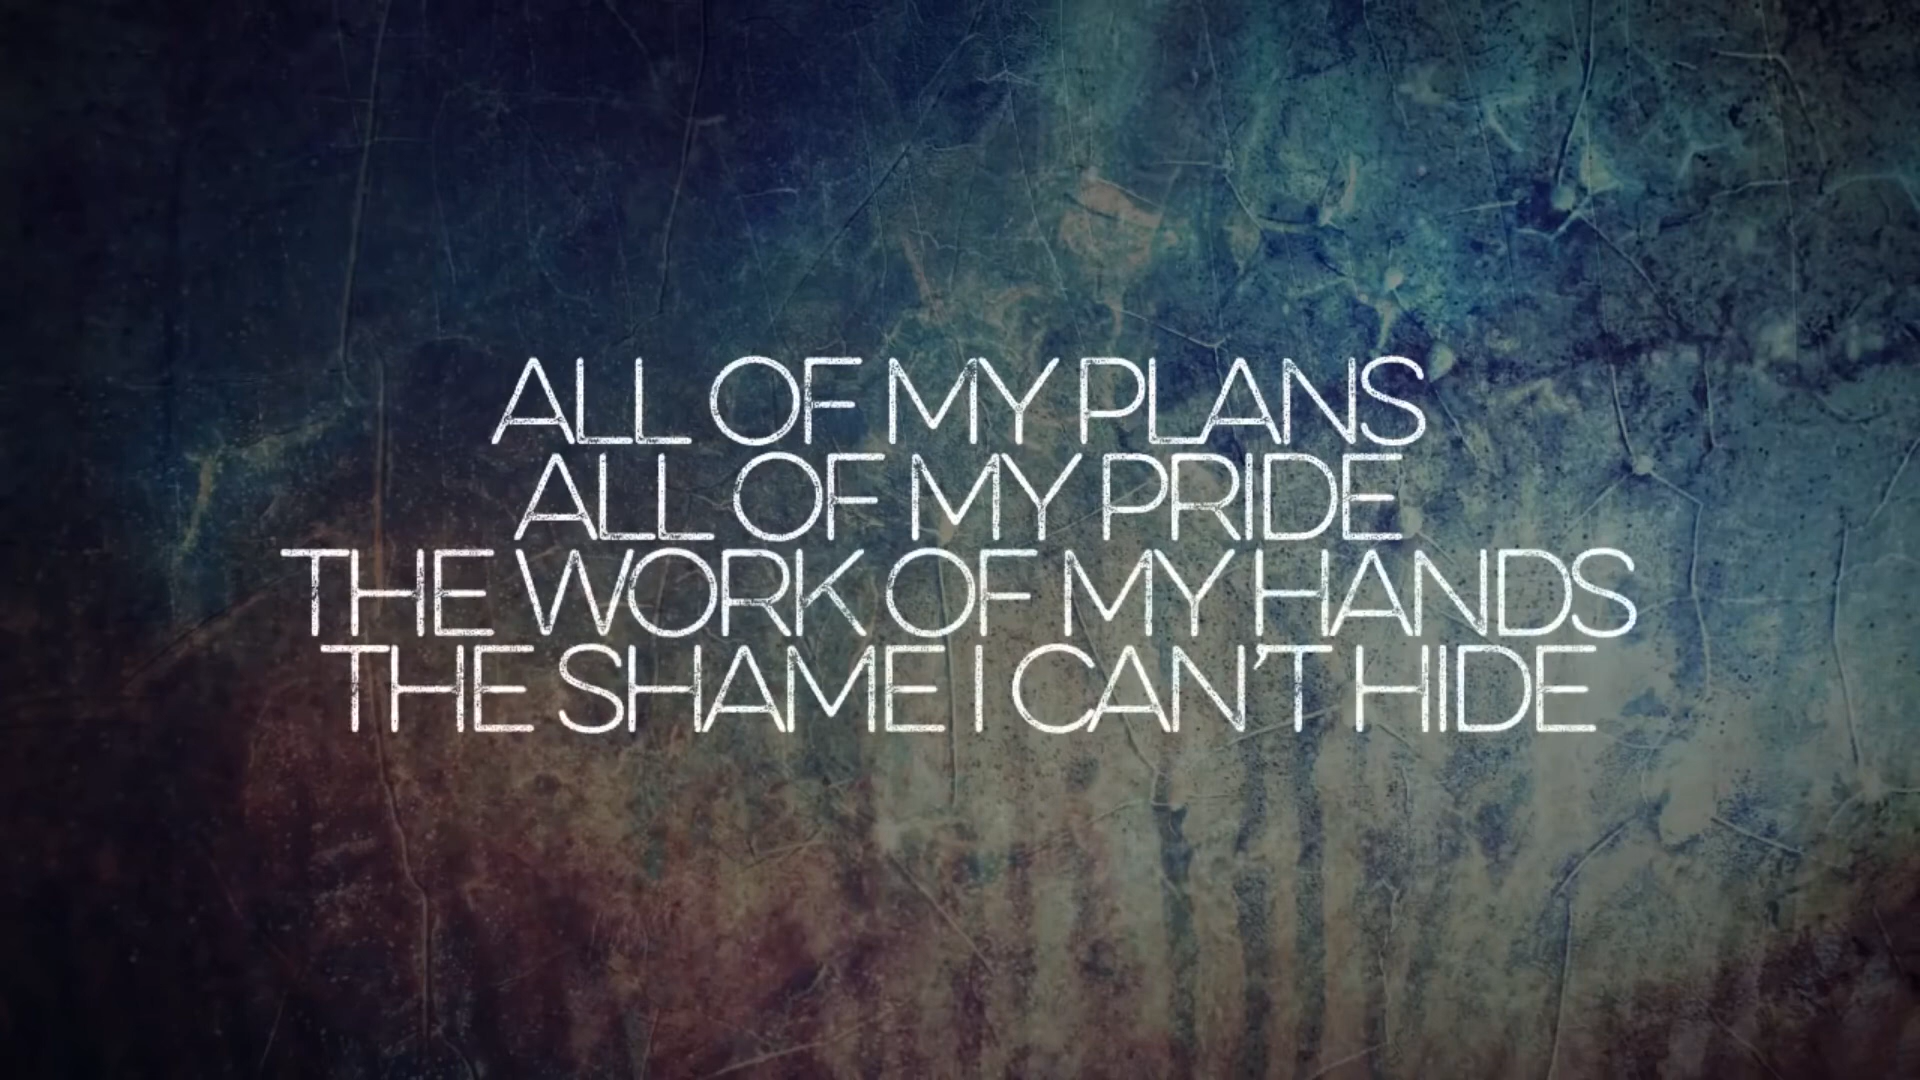 ALL OF MY PLANS
ALL OF MY PRIDE
THE WORK OF MY HANDS
THE SHAME I CAN'T HIDE